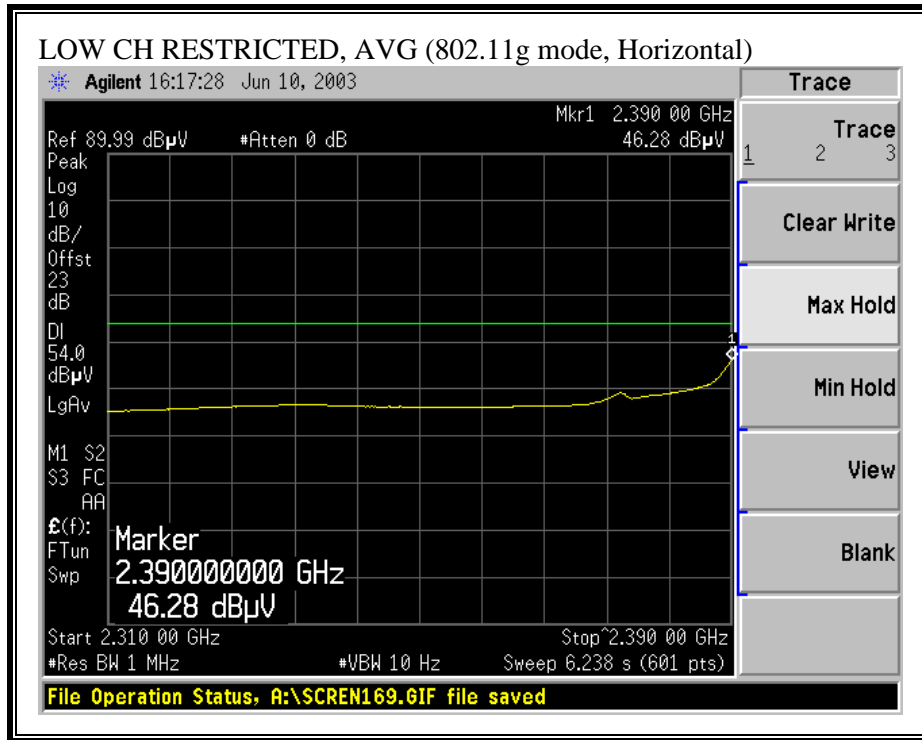 LOW CH RESTRICTED, AVG (802.11g mode, Horizontal)
Agilent 16:17:28 Jun 10, 2003
Trace
Mkr1 2.390 00 GHz
Ref 89.99 dBµV #Atten 0 dB 46.28 dBµV
Peak
Log
10
dB/
Offst
23
dB
DI
54.0
dBµV
LgAv
M1 S2
S3 FC
AA
£(f):
FTun
Swp
1
Marker
2.390000000 GHz
46.28 dBµV
Start 2.310 00 GHz Stop^2.390 00 GHz
#Res BW 1 MHz #VBW 10 Hz Sweep 6.238 s (601 pts)
Trace
1 2 3
Clear Write
Max Hold
Min Hold
View
Blank
File Operation Status, A:\SCREN169.GIF file saved